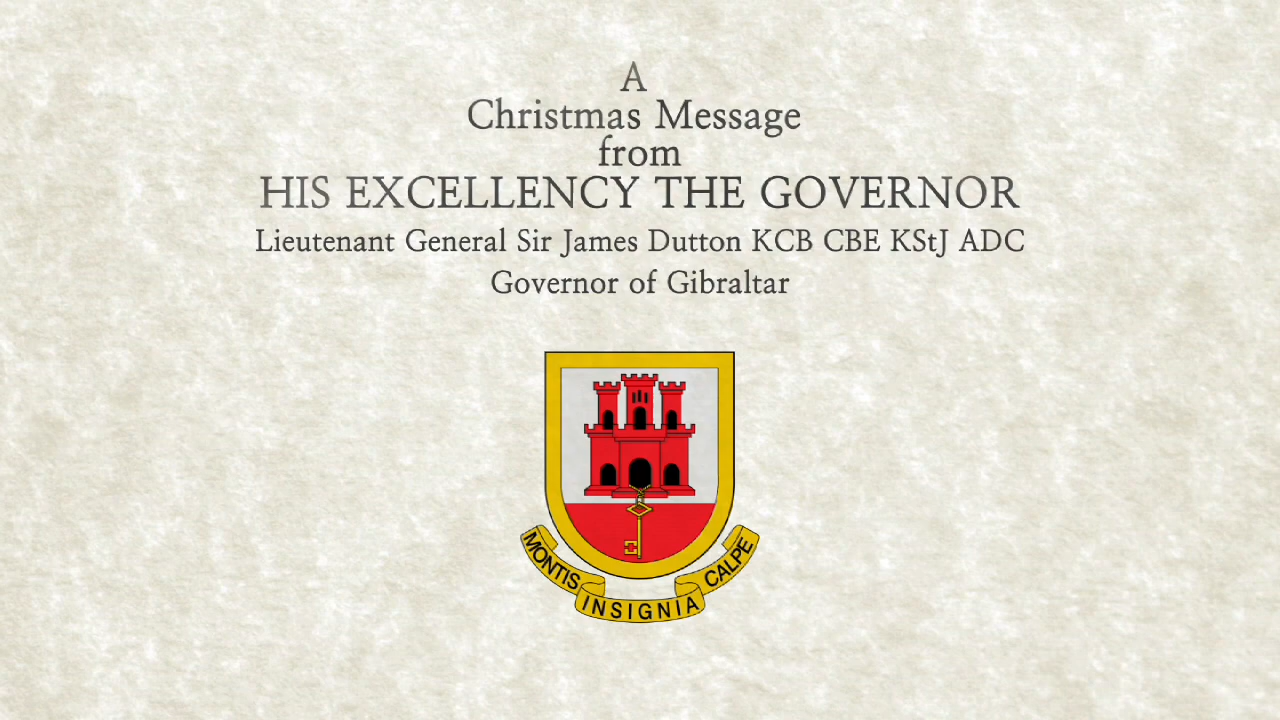 A
Christmas Message
from
HIS EXCELLENCY THE GOVERNOR
Lieutenant General Sir James Dutton KCB CBE KStJ ADC
Governor of Gibraltar
MONTIS INSIGNIA CALPE